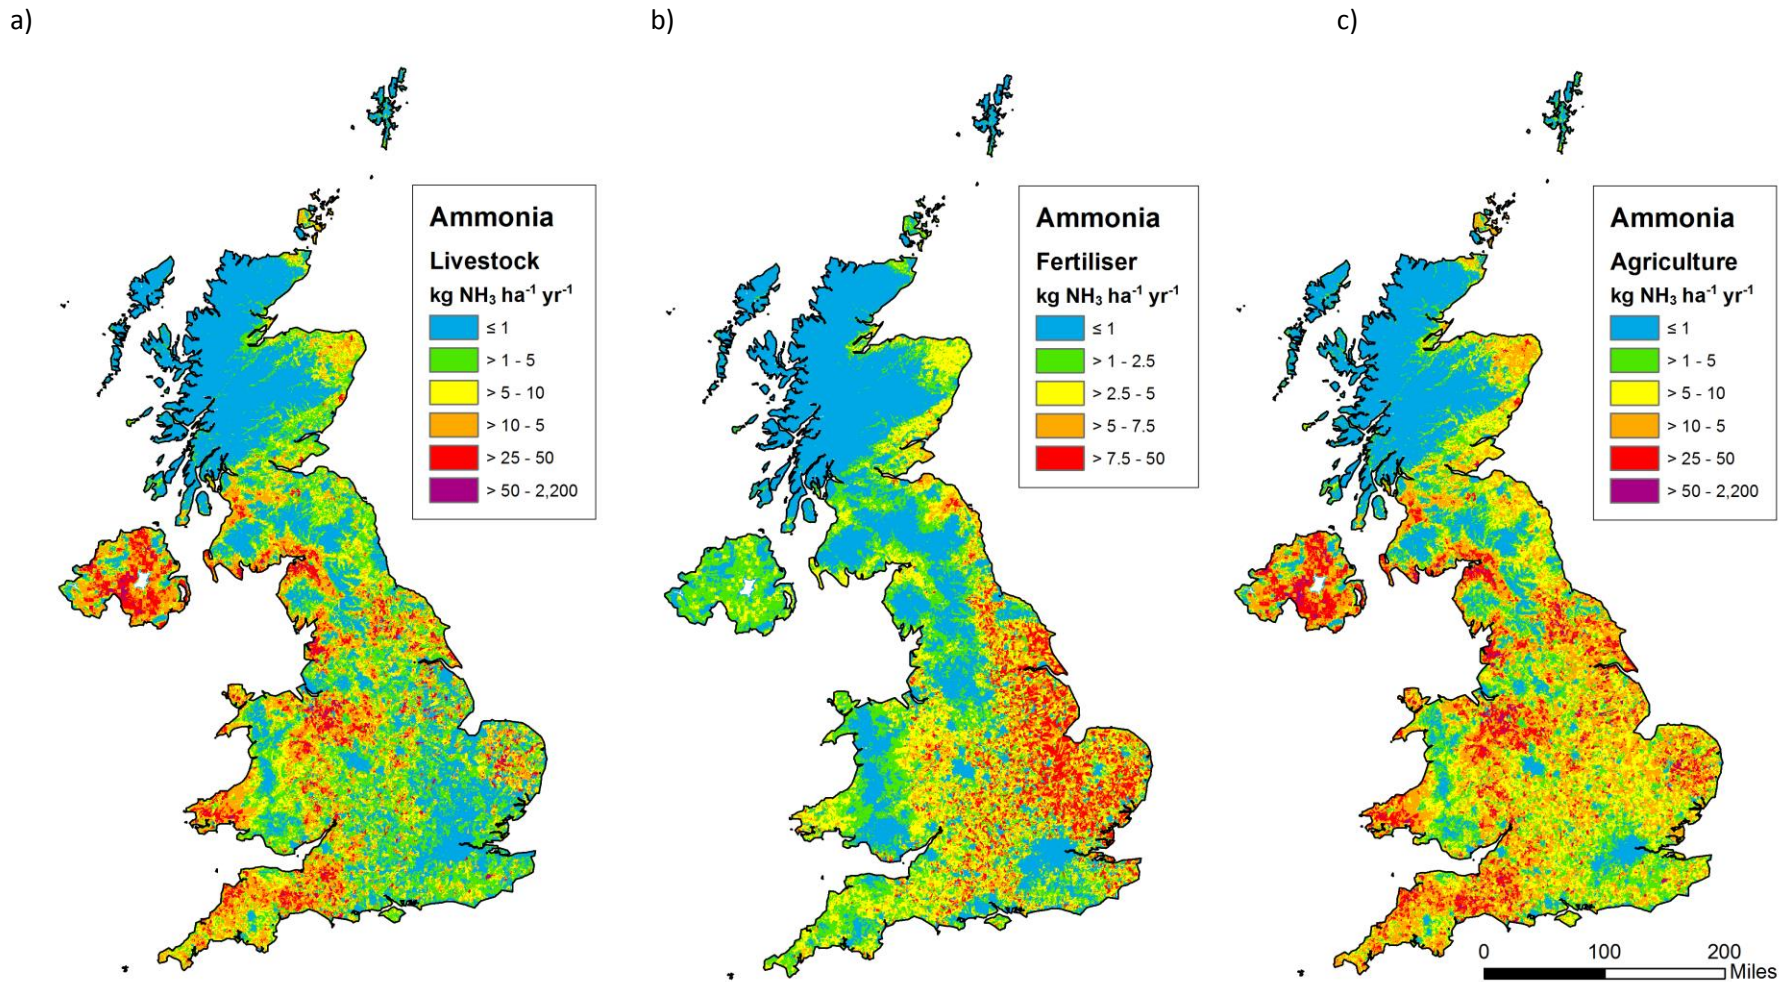 a)
b)
c)
Ammonia
Livestock
kg NH₃ ha⁻¹ yr⁻¹
≤ 1
> 1 - 5
> 5 - 10
> 10 - 5
> 25 - 50
> 50 - 2,200
Ammonia
Fertiliser
kg NH₃ ha⁻¹ yr⁻¹
≤ 1
> 1 - 2.5
> 2.5 - 5
> 5 - 7.5
> 7.5 - 50
Ammonia
Agriculture
kg NH₃ ha⁻¹ yr⁻¹
≤ 1
> 1 - 5
> 5 - 10
> 10 - 5
> 25 - 50
> 50 - 2,200
0 100 200
Miles